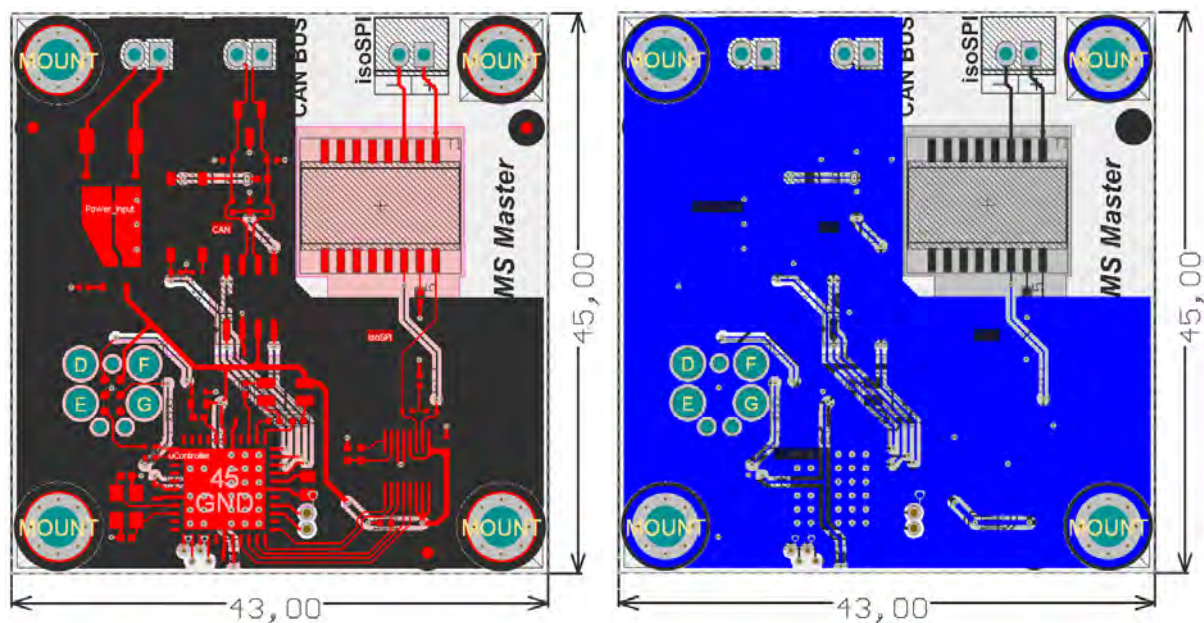 MOUNT
CAN BUS
isoSPI
MOUNT
Power_Input
CAN
MS Master
isoSPI
D
F
E
G
uController
45
GND
MOUNT
MOUNT
45,00
43,00
MOUNT
CAN BUS
isoSPI
MOUNT
MS Master
D
F
E
G
MOUNT
MOUNT
45,00
43,00